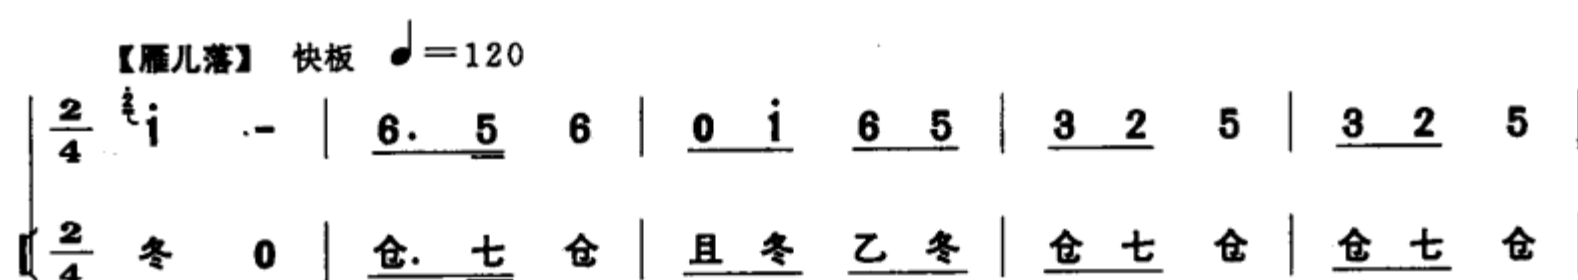 【雁儿落】 快板 ♩=120
2/4 2̇ i̇ - | 6. 5 6 | 0 i̇ 6 5 | 3 2 5 | 3 2 5
2/4 冬 0 | 仓. 七 仓 | 且 冬 乙 冬 | 仓 七 仓 | 仓 七 仓